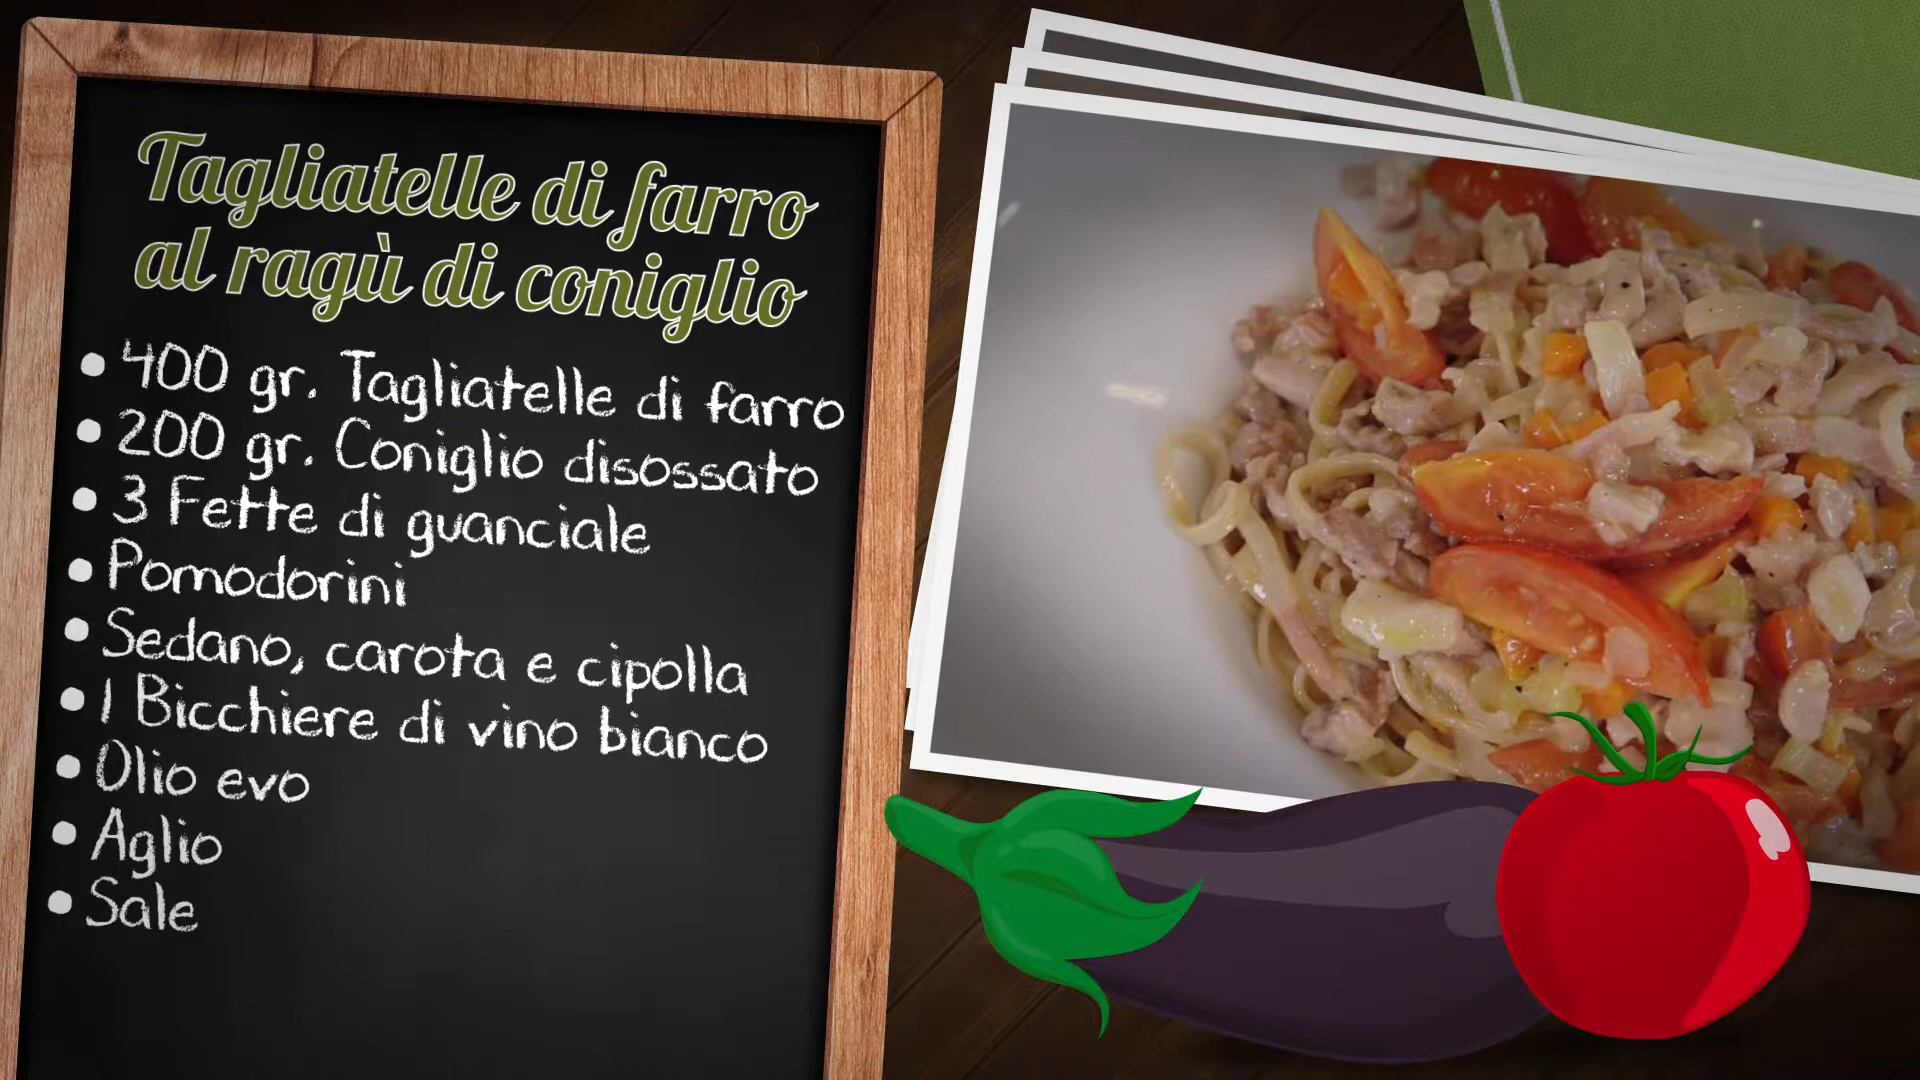 Tagliatelle di farro
al ragù di coniglio
• 400 gr. Tagliatelle di farro
• 200 gr. Coniglio disossato
• 3 Fette di guanciale
• Pomodorini
• Sedano, carota e cipolla
• 1 Bicchiere di vino bianco
• Olio evo
• Aglio
• Sale